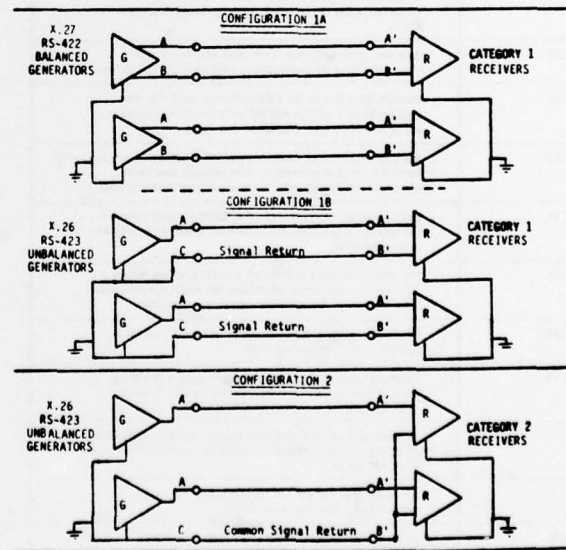 CONFIGURATION 1A
X.27
RS-422
BALANCED
GENERATORS
G
A
B
A'
B'
R
CATEGORY 1
RECEIVERS
G
A
B
A'
B'
R
CONFIGURATION 1B
X.26
RS-423
UNBALANCED
GENERATORS
G
A
C
Signal Return
A'
B'
R
CATEGORY 1
RECEIVERS
G
A
C
Signal Return
A'
B'
R
CONFIGURATION 2
X.26
RS-423
UNBALANCED
GENERATORS
G
A
A'
R
CATEGORY 2
RECEIVERS
G
A
A'
R
C
Common Signal Return
B'